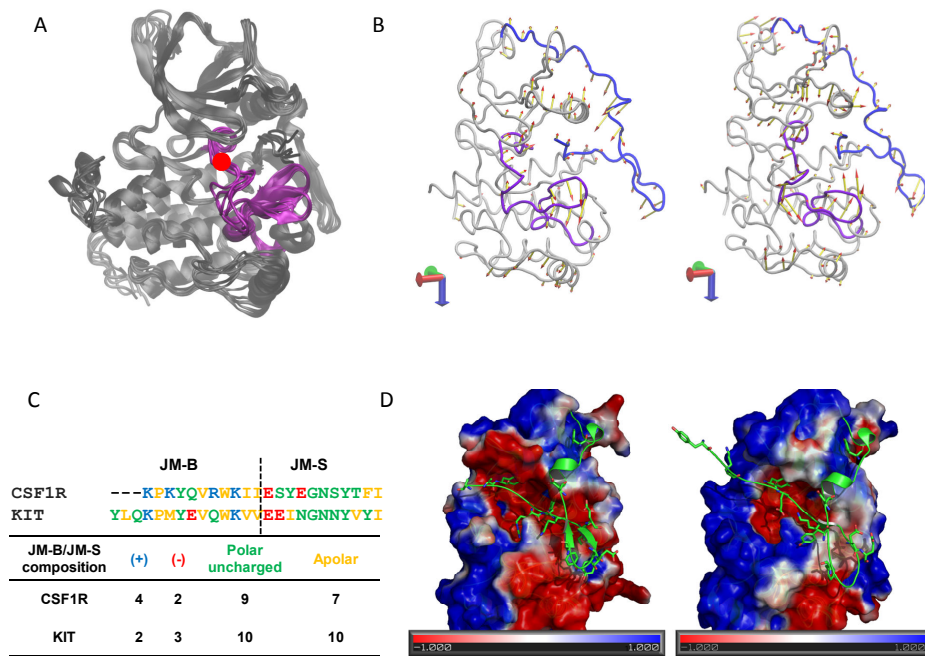 A
B
C
D
JM-B JM-S
CSF1R ---KPKYQVRWKIIESYEGNSYTFI
KIT YLQKPMYEVQWKVVEEINGNNYVYI
JM-B/JM-S composition (+) (-) Polar uncharged Apolar
CSF1R 4 2 9 7
KIT 2 3 10 10
-1.000 1.000
-1.000 1.000